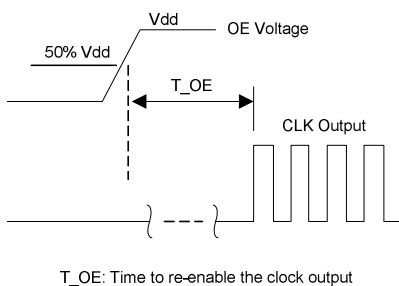 Vdd
OE Voltage
50% Vdd
T_OE
CLK Output
T_OE: Time to re-enable the clock output